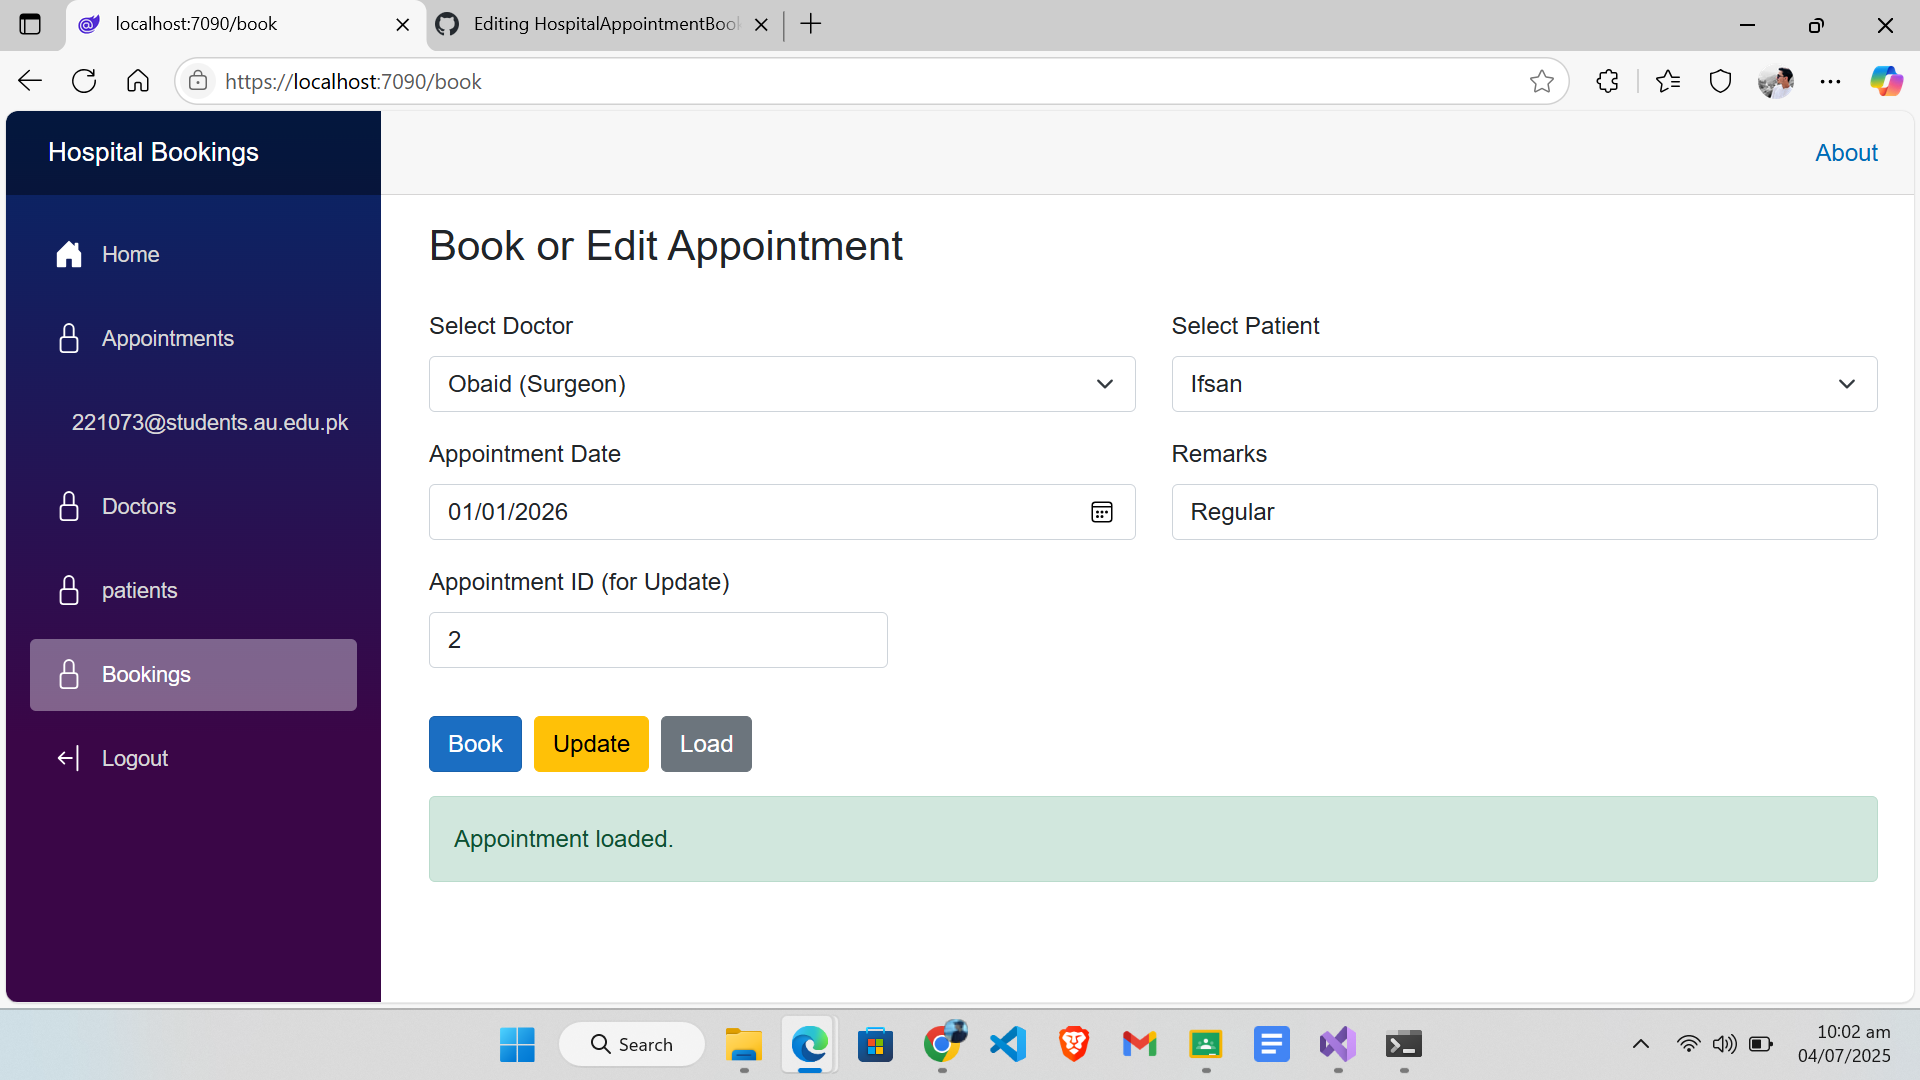 localhost:7090/book
Editing HospitalAppointmentBook
https://localhost:7090/book
Hospital Bookings
About
Home
Appointments
221073@students.au.edu.pk
Doctors
patients
Bookings
Logout
Book or Edit Appointment
Select Doctor
Select Patient
Obaid (Surgeon)
Ifsan
Appointment Date
Remarks
01/01/2026
Regular
Appointment ID (for Update)
2
Book
Update
Load
Appointment loaded.
Search
10:02 am
04/07/2025